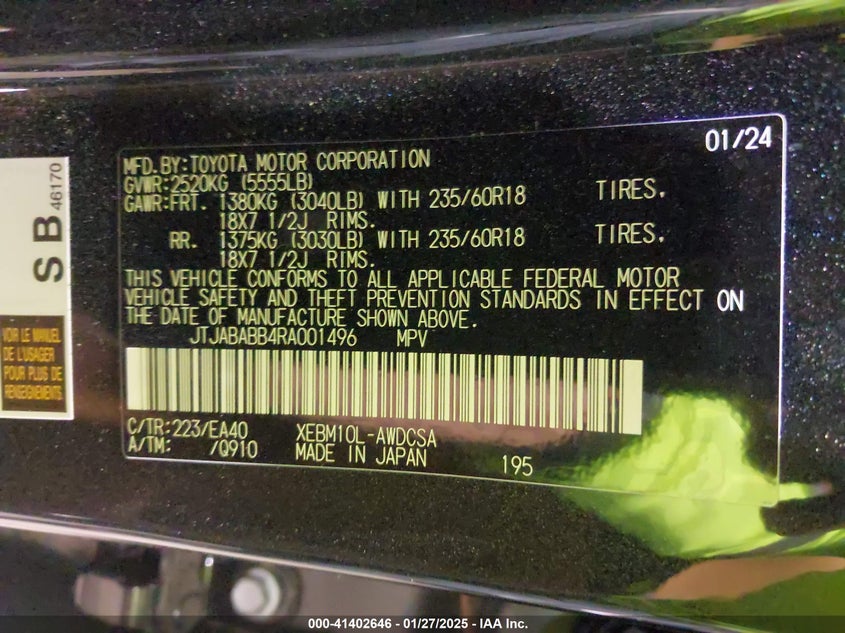 01/24
MFD.BY:TOYOTA MOTOR CORPORATION
GVWR:2520KG (5555LB)
GAWR:FRT. 1380KG (3040LB) WITH 235/60R18 TIRES,
18X7 1/2J RIMS.
RR. 1375KG (3030LB) WITH 235/60R18 TIRES,
18X7 1/2J RIMS.
THIS VEHICLE CONFORMS TO ALL APPLICABLE FEDERAL MOTOR
VEHICLE SAFETY AND THEFT PREVENTION STANDARDS IN EFFECT ON
THE DATE OF MANUFACTURE SHOWN ABOVE.
JTJABABB4RA001496 MPV
C/TR:223/EA40 XEBM10L-AWDCSA
A/TM: /Q910 MADE IN JAPAN 195
SB 46170
VOIR LE MANUEL
DE L'USAGER
POUR PLUS DE
RENSEIGNEMENTS
000-41402646 / 01/27/2025 - IAA Inc.